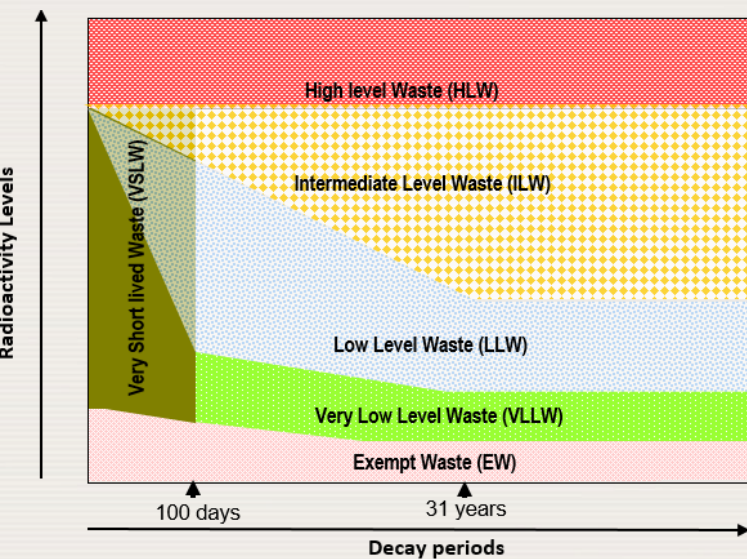 High level Waste (HLW)
Intermediate Level Waste (ILW)
Very Short lived Waste (VSLW)
Radioactivity Levels
Low Level Waste (LLW)
Very Low Level Waste (VLLW)
Exempt Waste (EW)
100 days
31 years
Decay periods